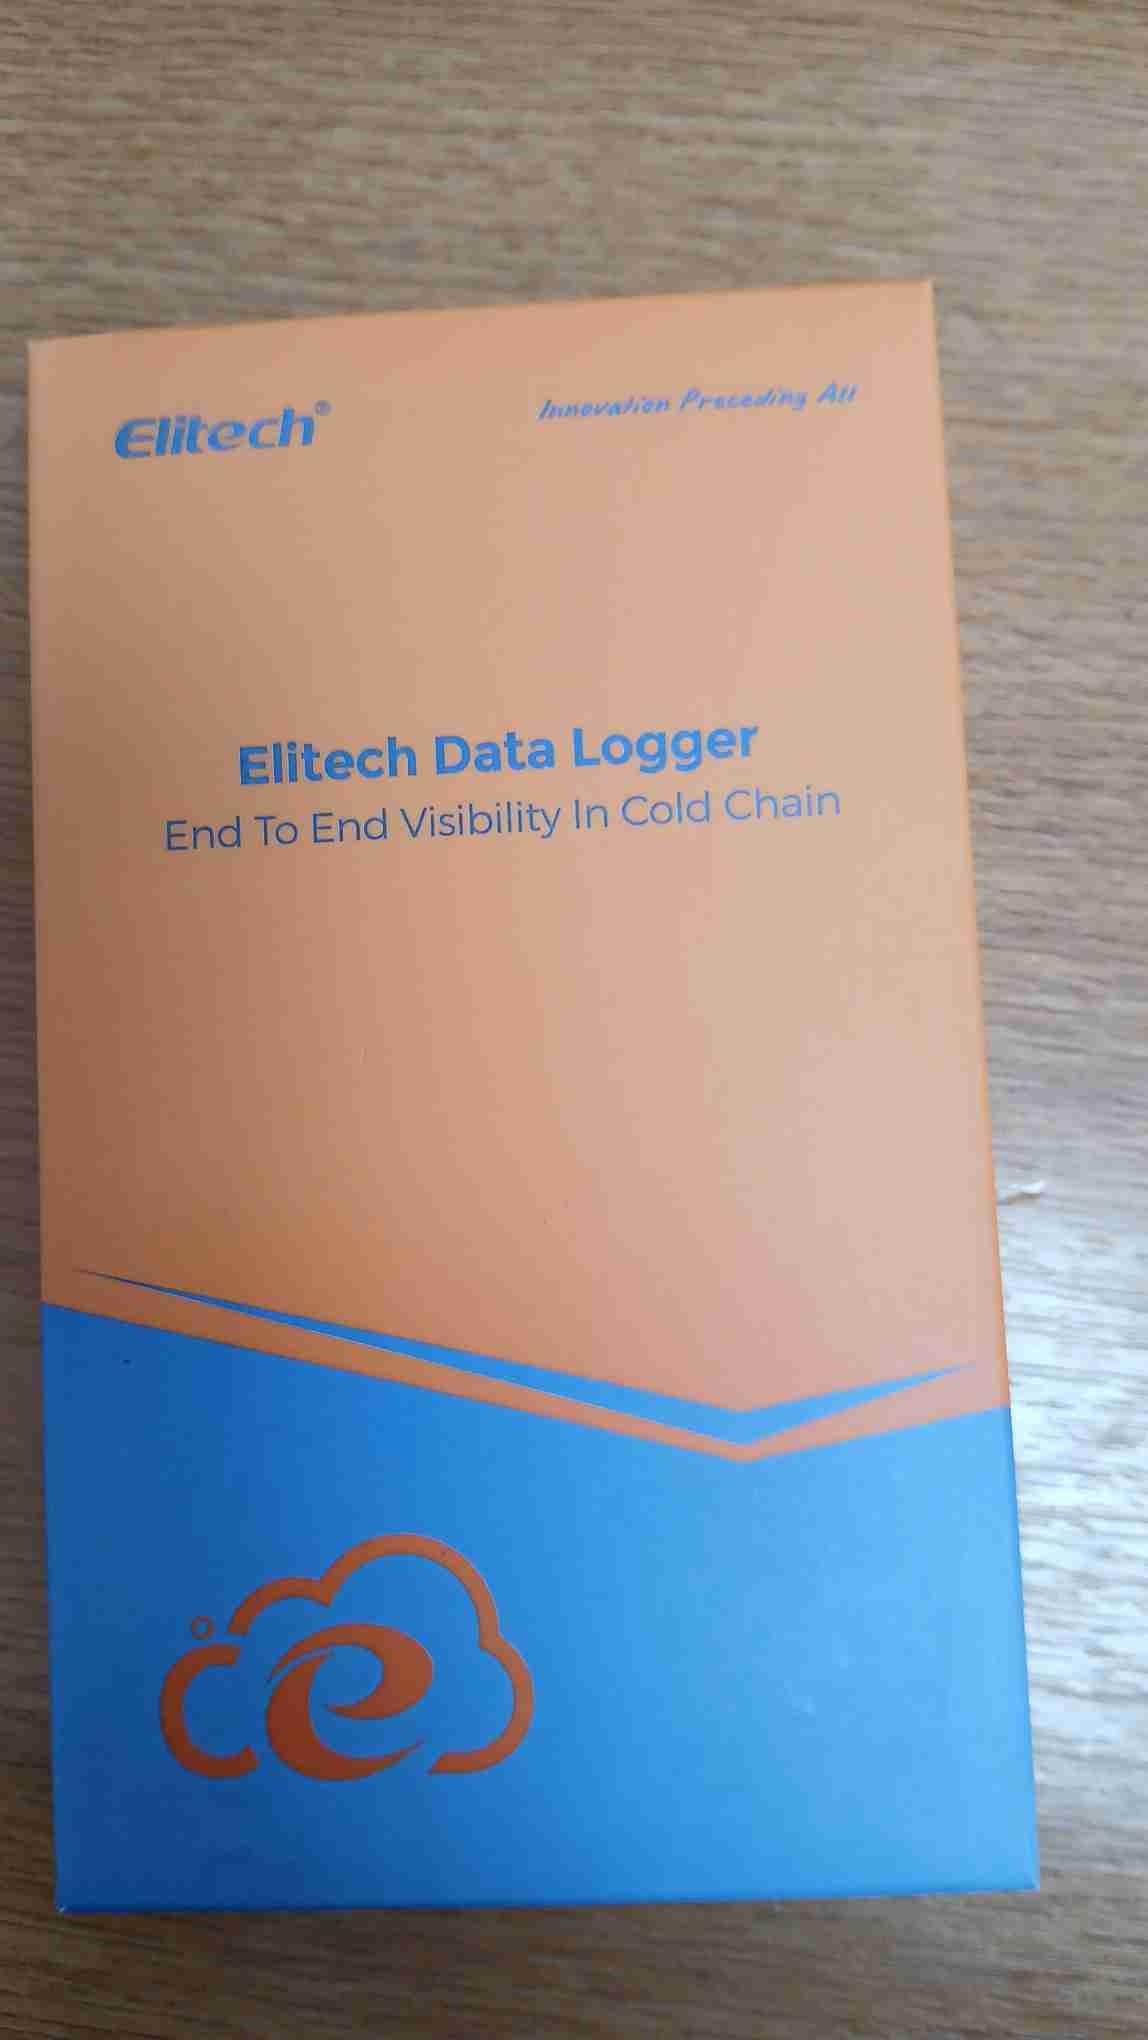 Elitech®
Innovation Preceding All
Elitech Data Logger
End To End Visibility In Cold Chain
°C e